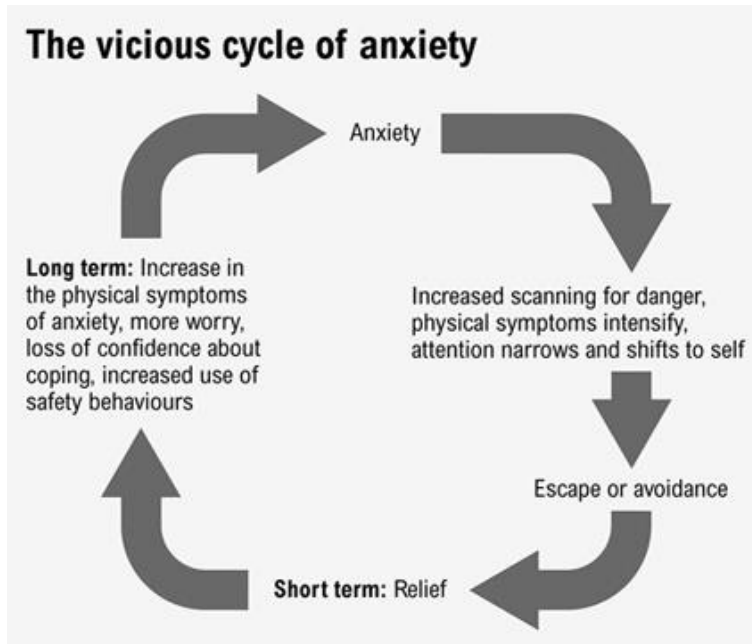 The vicious cycle of anxiety
Anxiety
Increased scanning for danger,
physical symptoms intensify,
attention narrows and shifts to self
Escape or avoidance
Short term: Relief
Long term: Increase in
the physical symptoms
of anxiety, more worry,
loss of confidence about
coping, increased use of
safety behaviours